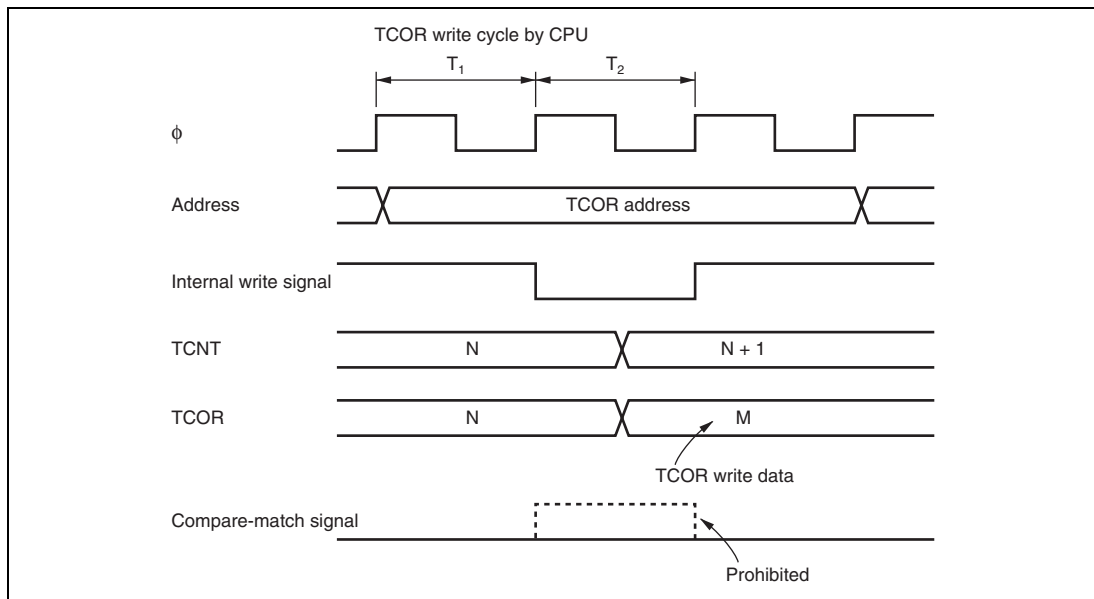 TCOR write cycle by CPU
T1 T2
ϕ
Address TCOR address
Internal write signal
TCNT N N + 1
TCOR N M
TCOR write data
Compare-match signal
Prohibited